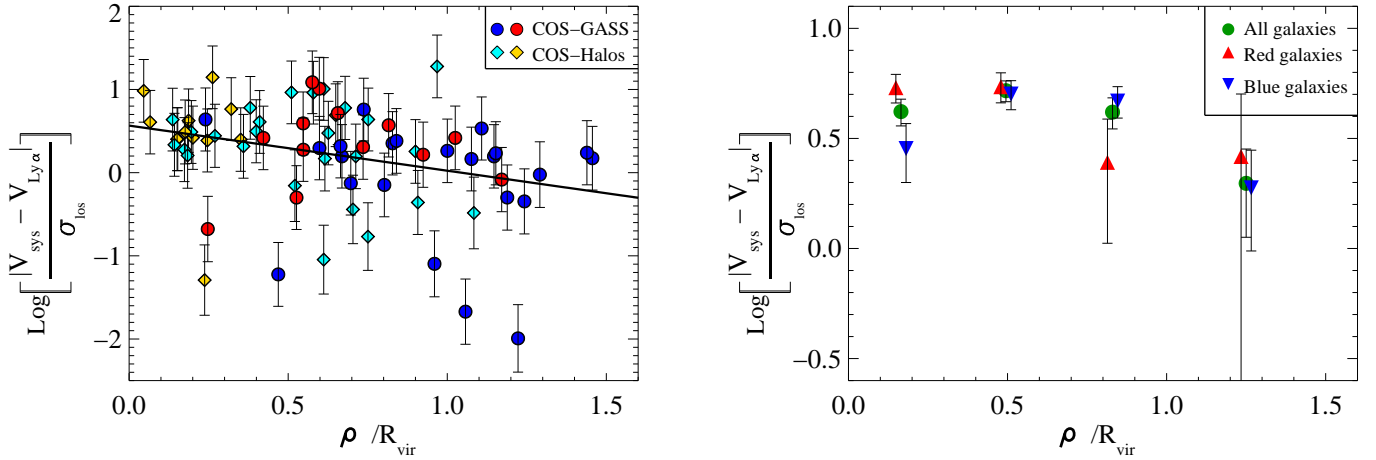 2
1
0
−1
−2
0.0
0.5
1.0
1.5
ρ /R_vir
Log[ |V_sys − V_Lyα| / σ_los ]
COS−GASS
COS−Halos
1.0
0.5
0.0
−0.5
0.0
0.5
1.0
1.5
ρ /R_vir
Log[ |V_sys − V_Lyα| / σ_los ]
All galaxies
Red galaxies
Blue galaxies